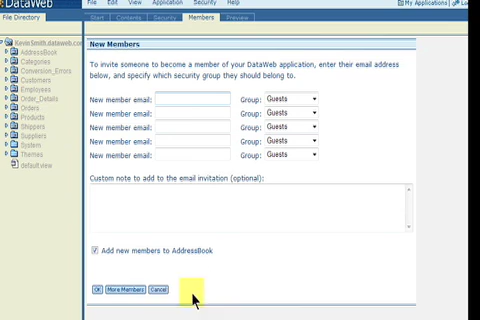 DataWeb
File Edit View Application Security Help
My Applications | Lo
File Directory Start Contents Security Members Preview
KevinSmith.dataweb.com
AddressBook
Categories
Conversion_Errors
Customers
Employees
Order_Details
Orders
Products
Shippers
Suppliers
System
Themes
defaultview
New Members
To invite someone to become a member of your DataWeb application, enter their email address
below, and specify which security group they should belong to.
New member email: Group: Guests
New member email: Group: Guests
New member email: Group: Guests
New member email: Group: Guests
New member email: Group: Guests
Custom note to add to the email invitation (optional):
Add new members to AddressBook
OK More Members Cancel